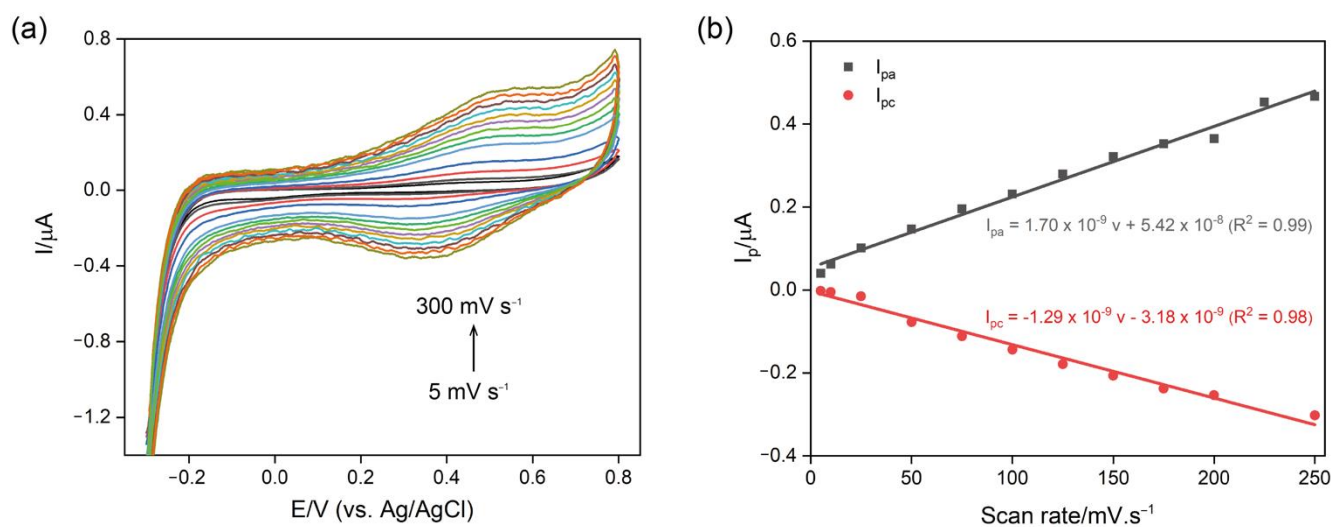 (a)
I/µA
0.8
0.4
0.0
−0.4
−0.8
−1.2
300 mV s⁻¹
5 mV s⁻¹
−0.2 0.0 0.2 0.4 0.6 0.8
E/V (vs. Ag/AgCl)
(b)
Iₚ/µA
0.6
0.4
0.2
0.0
−0.2
−0.4
Iₚₐ
I_pc
Iₚₐ = 1.70 x 10⁻⁹ v + 5.42 x 10⁻⁸ (R² = 0.99)
I_pc = -1.29 x 10⁻⁹ v - 3.18 x 10⁻⁹ (R² = 0.98)
0 50 100 150 200 250
Scan rate/mV.s⁻¹